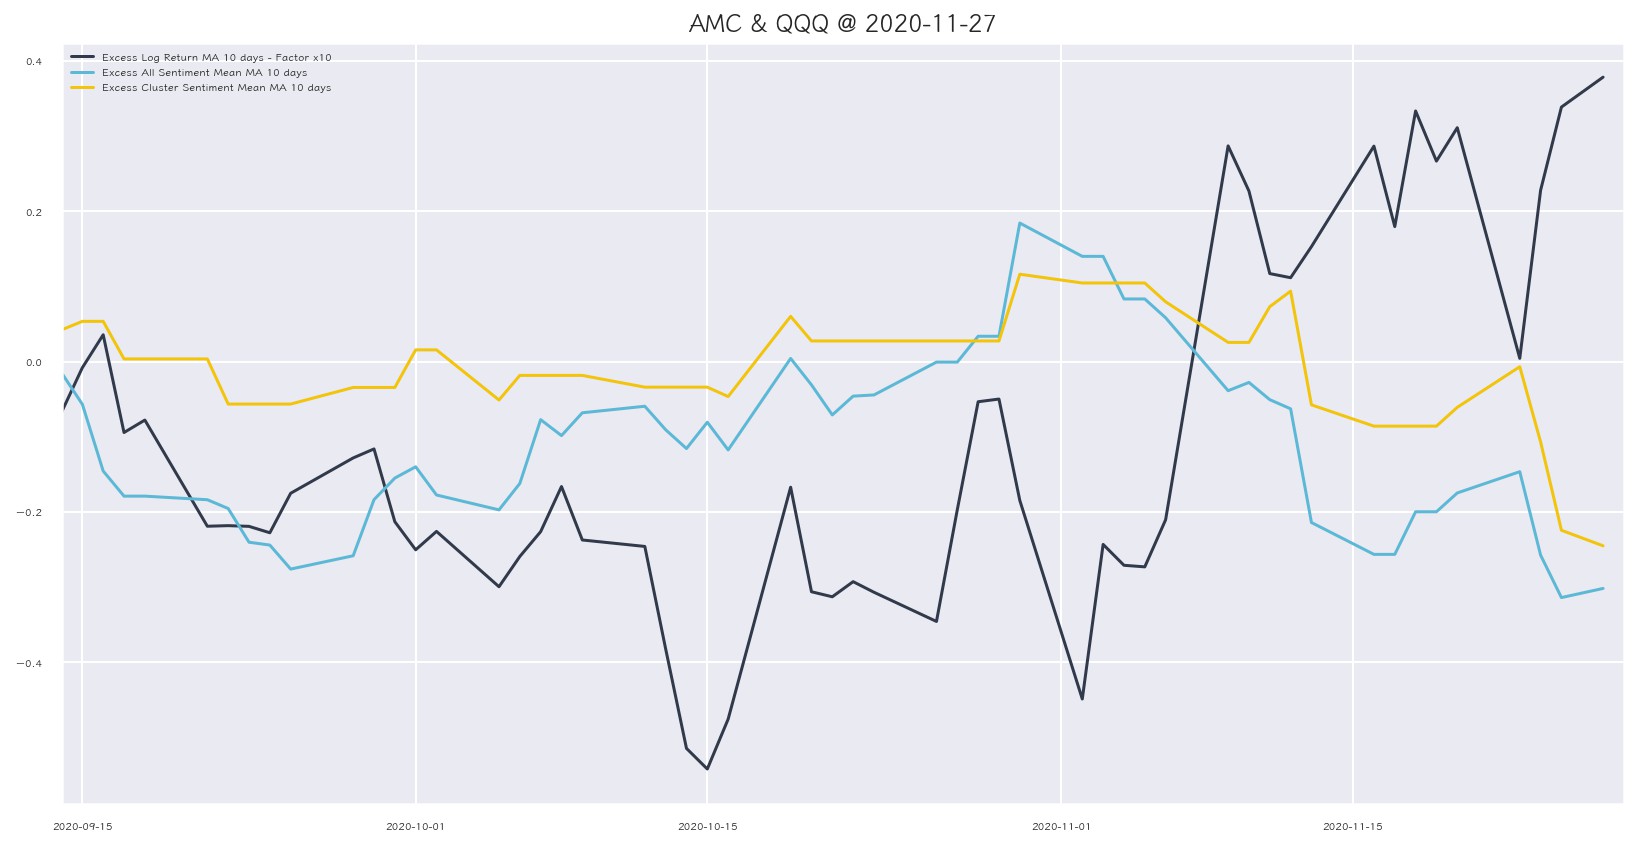 AMC & QQQ @ 2020-11-27
Excess Log Return MA 10 days - Factor x10
Excess All Sentiment Mean MA 10 days
Excess Cluster Sentiment Mean MA 10 days
0.4
0.2
0.0
−0.2
−0.4
2020-09-15
2020-10-01
2020-10-15
2020-11-01
2020-11-15